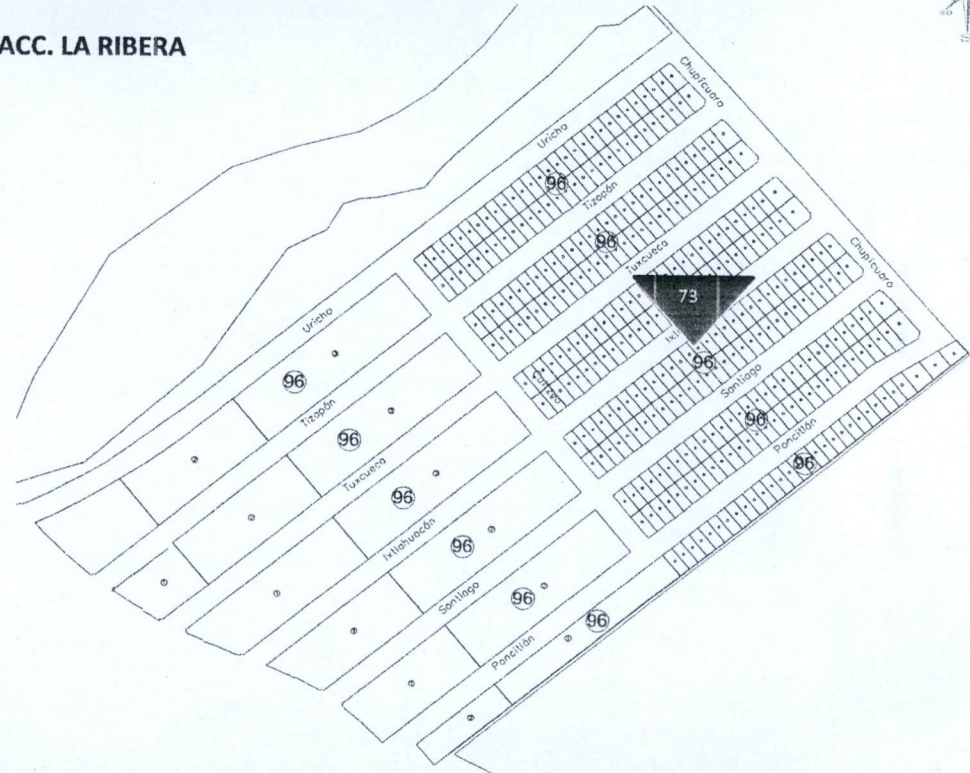 ACC. LA RIBERA
Chupícuaro
Uricho
96
Tizapán
96
Tuxcueca
73
Chupícuaro
96
Santiago
96
Poncitlán
96
Uricho
96
Tizapán
96
Tuxcueca
96
Ixtlahuacán
96
Santiago
96
Poncitlán
96